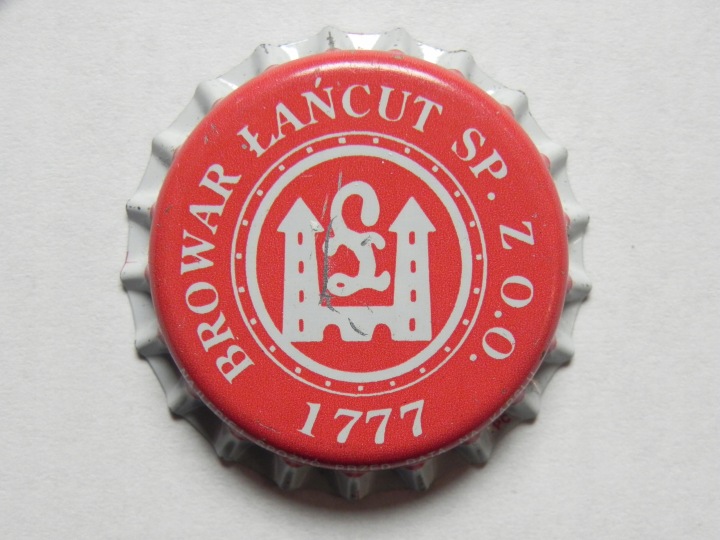 BROWAR ŁAŃCUT SP. Z O.O.
1777